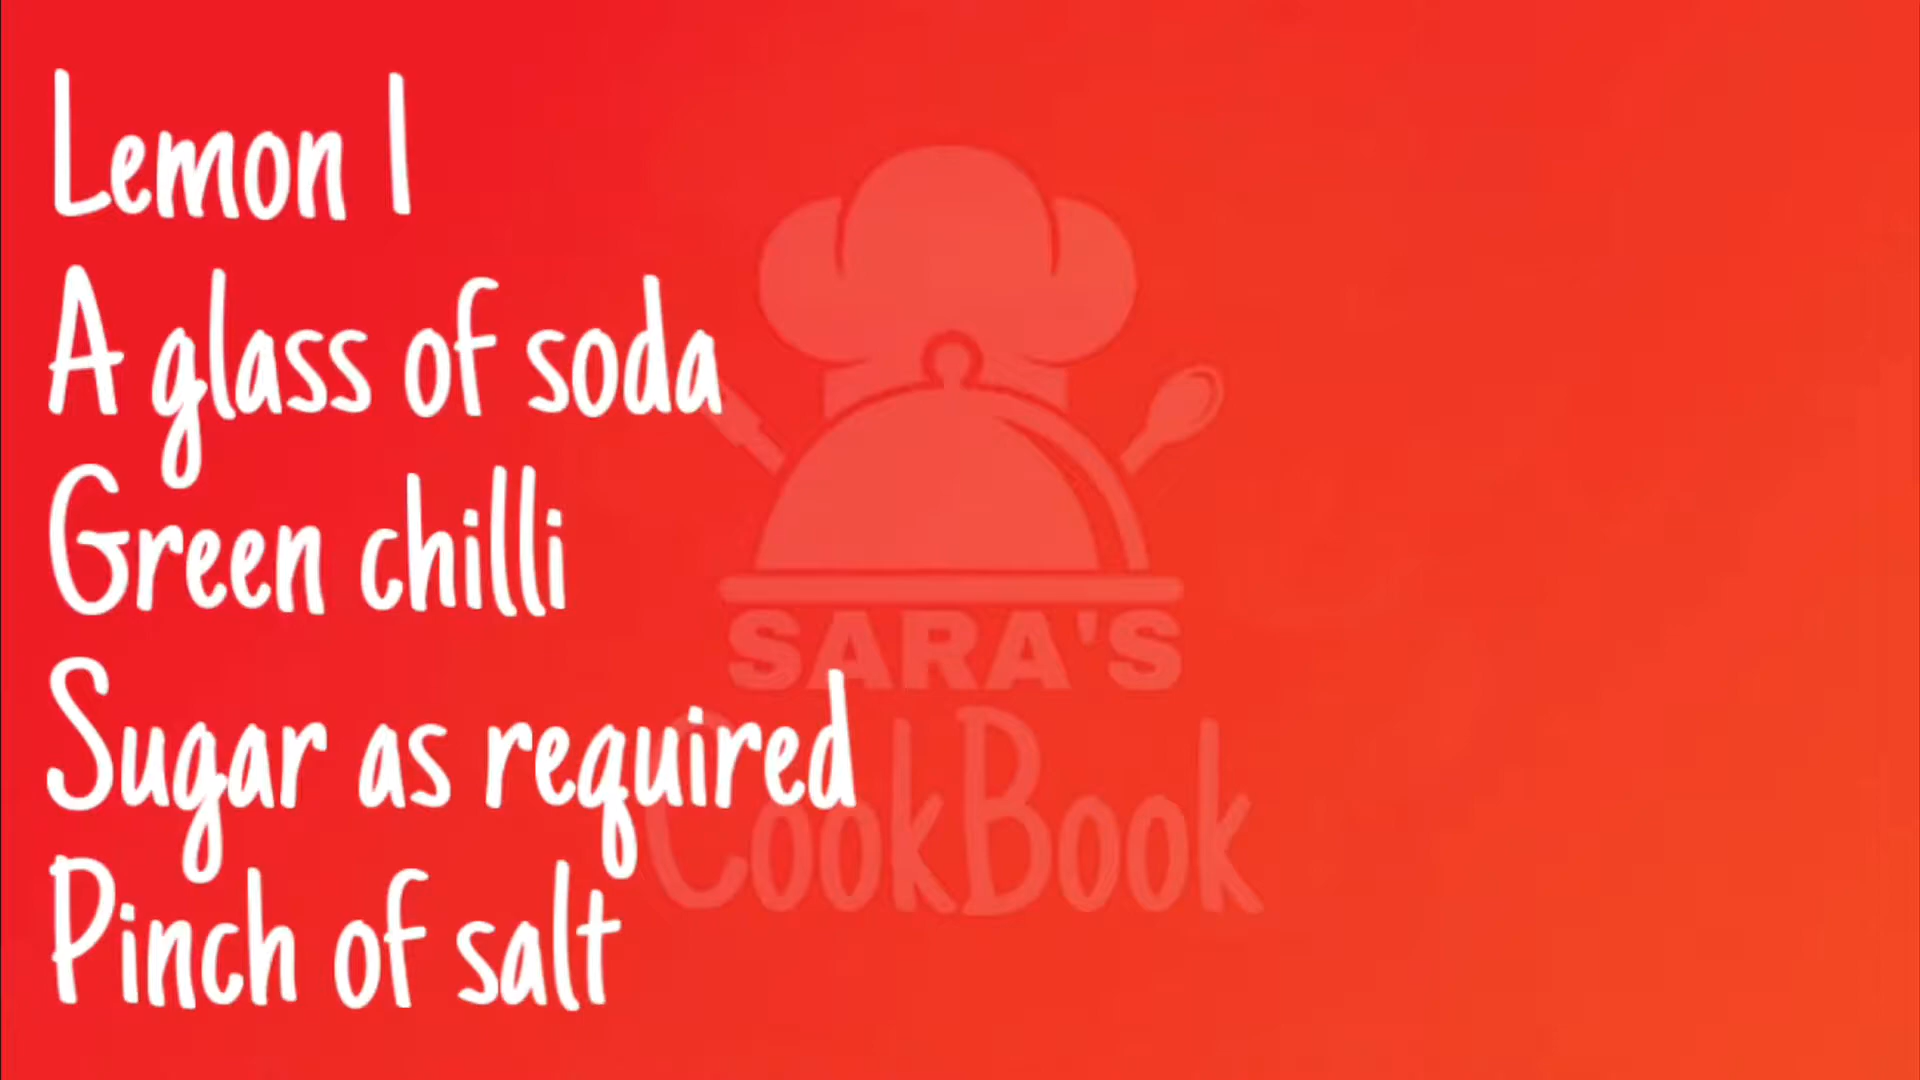 Lemon 1
A glass of soda
Green chilli
Sugar as required
Pinch of salt
SARA'S
CookBook